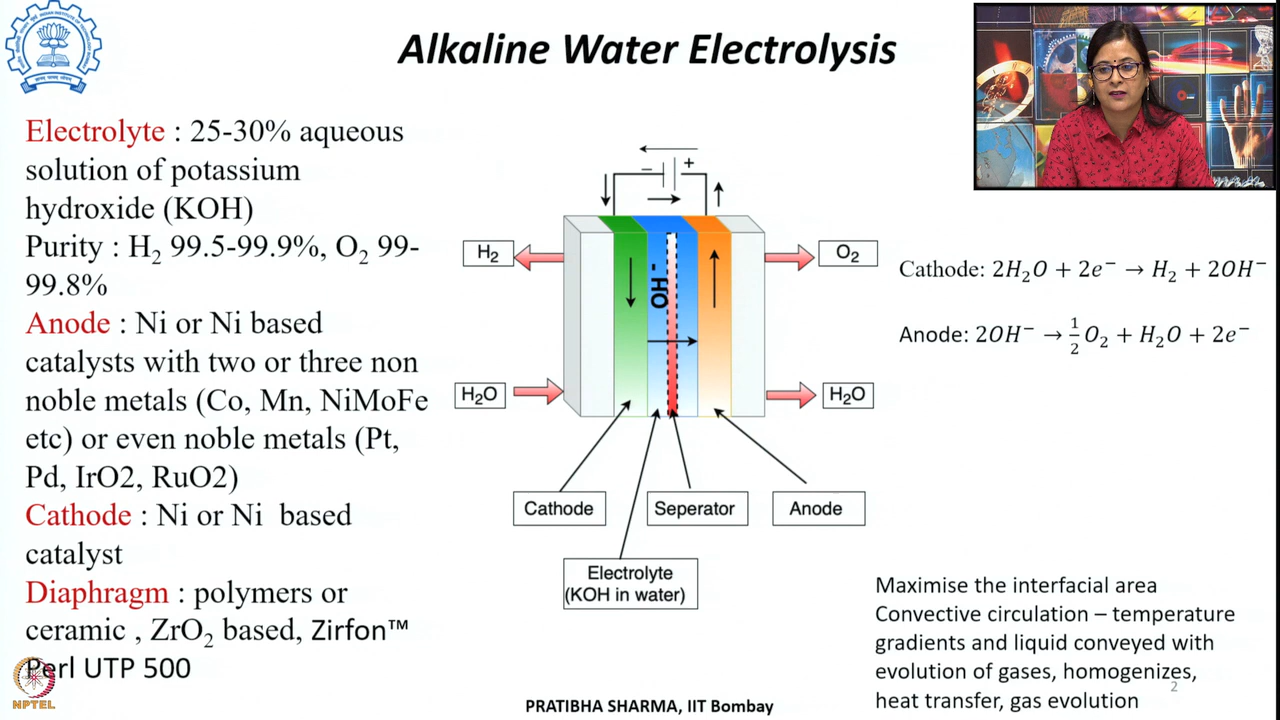 Alkaline Water Electrolysis
Electrolyte : 25-30% aqueous
solution of potassium
hydroxide (KOH)
Purity : H₂ 99.5-99.9%, O₂ 99-
99.8%
Anode : Ni or Ni based
catalysts with two or three non
noble metals (Co, Mn, NiMoFe
etc) or even noble metals (Pt,
Pd, IrO2, RuO2)
Cathode : Ni or Ni based
catalyst
Diaphragm : polymers or
ceramic , ZrO₂ based, Zirfon™
Perl UTP 500
− +
H₂
O₂
OH⁻
H₂O
H₂O
Cathode
Seperator
Anode
Electrolyte
(KOH in water)
Cathode: 2H₂O + 2e⁻ → H₂ + 2OH⁻
Anode: 2OH⁻ → ½O₂ + H₂O + 2e⁻
Maximise the interfacial area
Convective circulation – temperature
gradients and liquid conveyed with
evolution of gases, homogenizes,
heat transfer, gas evolution
2
NPTEL
PRATIBHA SHARMA, IIT Bombay